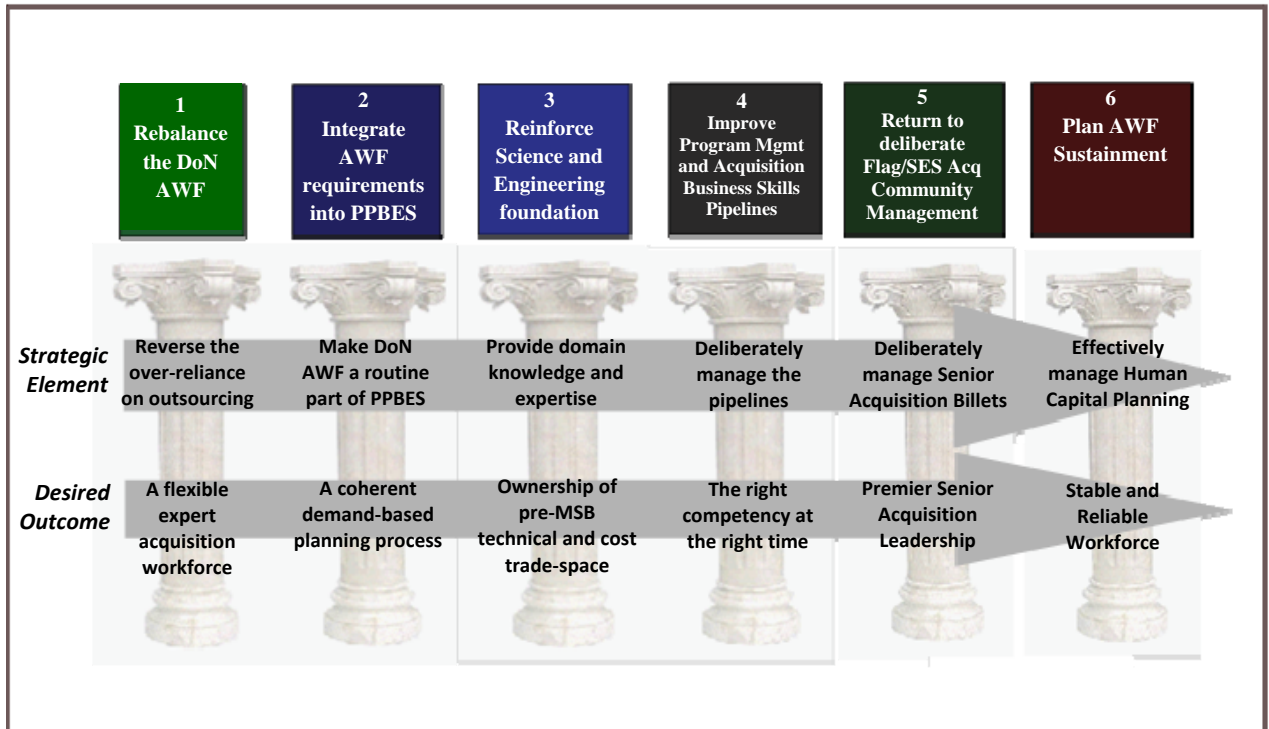 1
Rebalance
the DoN
AWF
2
Integrate
AWF
requirements
into PPBES
3
Reinforce
Science and
Engineering
foundation
4
Improve
Program Mgmt
and Acquisition
Business Skills
Pipelines
5
Return to
deliberate
Flag/SES Acq
Community
Management
6
Plan AWF
Sustainment
Strategic
Element
Reverse the
over-reliance
on outsourcing
Make DoN
AWF a routine
part of PPBES
Provide domain
knowledge and
expertise
Deliberately
manage the
pipelines
Deliberately
manage Senior
Acquisition Billets
Effectively
manage Human
Capital Planning
Desired
Outcome
A flexible
expert
acquisition
workforce
A coherent
demand-based
planning process
Ownership of
pre-MSB
technical and cost
trade-space
The right
competency at
the right time
Premier Senior
Acquisition
Leadership
Stable and
Reliable
Workforce